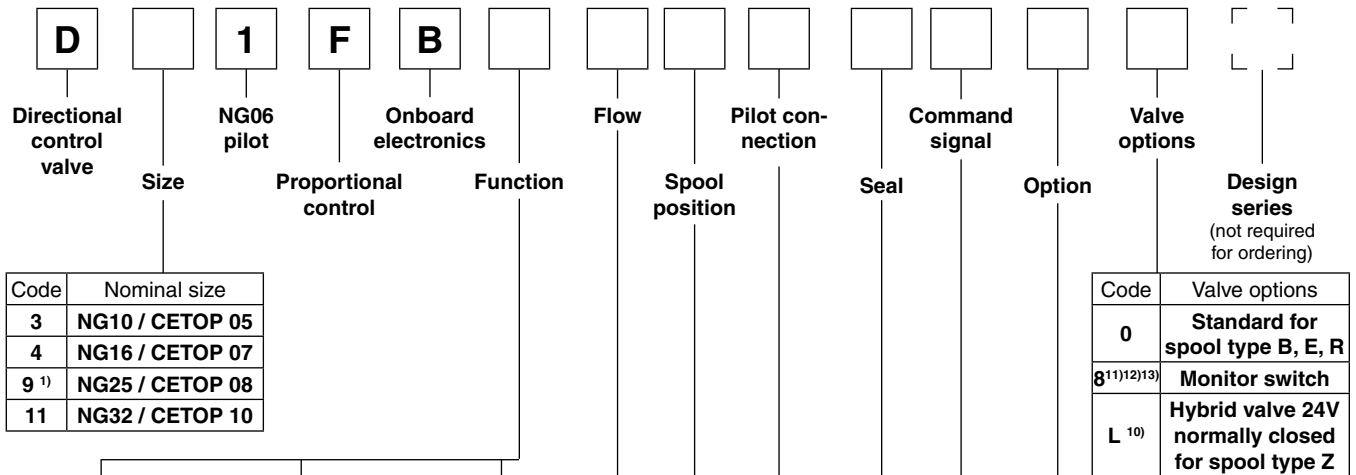 D 1 F B
Directional control valve
Size
NG06 pilot
Proportional control
Onboard electronics
Function
Flow
Spool position
Pilot con-
nection
Seal
Command signal
Option
Valve options
Design series
(not required for ordering)
Code Nominal size
3 NG10 / CETOP 05
4 NG16 / CETOP 07
9 1) NG25 / CETOP 08
11 NG32 / CETOP 10
Code Valve options
0 Standard for spool type B, E, R
8 11)12)13) Monitor switch
L 10) Hybrid valve 24V normally closed for spool type Z